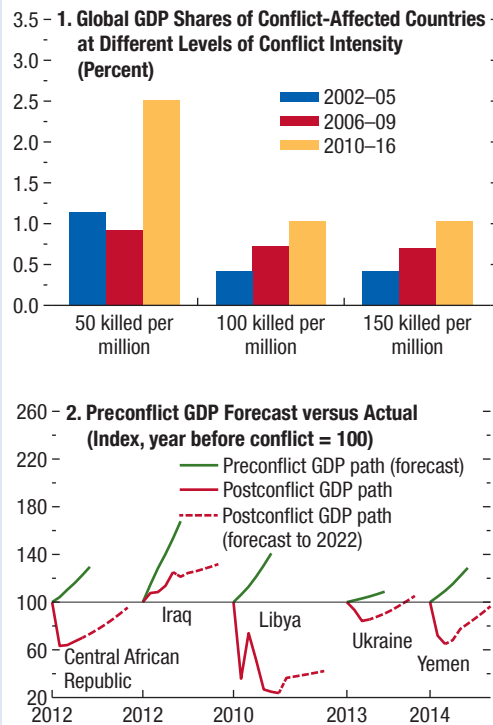 1. Global GDP Shares of Conflict-Affected Countries
at Different Levels of Conflict Intensity
(Percent)
3.5
3.0
2.5
2.0
1.5
1.0
0.5
0.0
2002–05
2006–09
2010–16
50 killed per
million
100 killed per
million
150 killed per
million
2. Preconflict GDP Forecast versus Actual
(Index, year before conflict = 100)
260
220
180
140
100
60
20
Preconflict GDP path (forecast)
Postconflict GDP path
Postconflict GDP path
(forecast to 2022)
Central African
Republic
Iraq
Libya
Ukraine
Yemen
2012
2012
2010
2013
2014